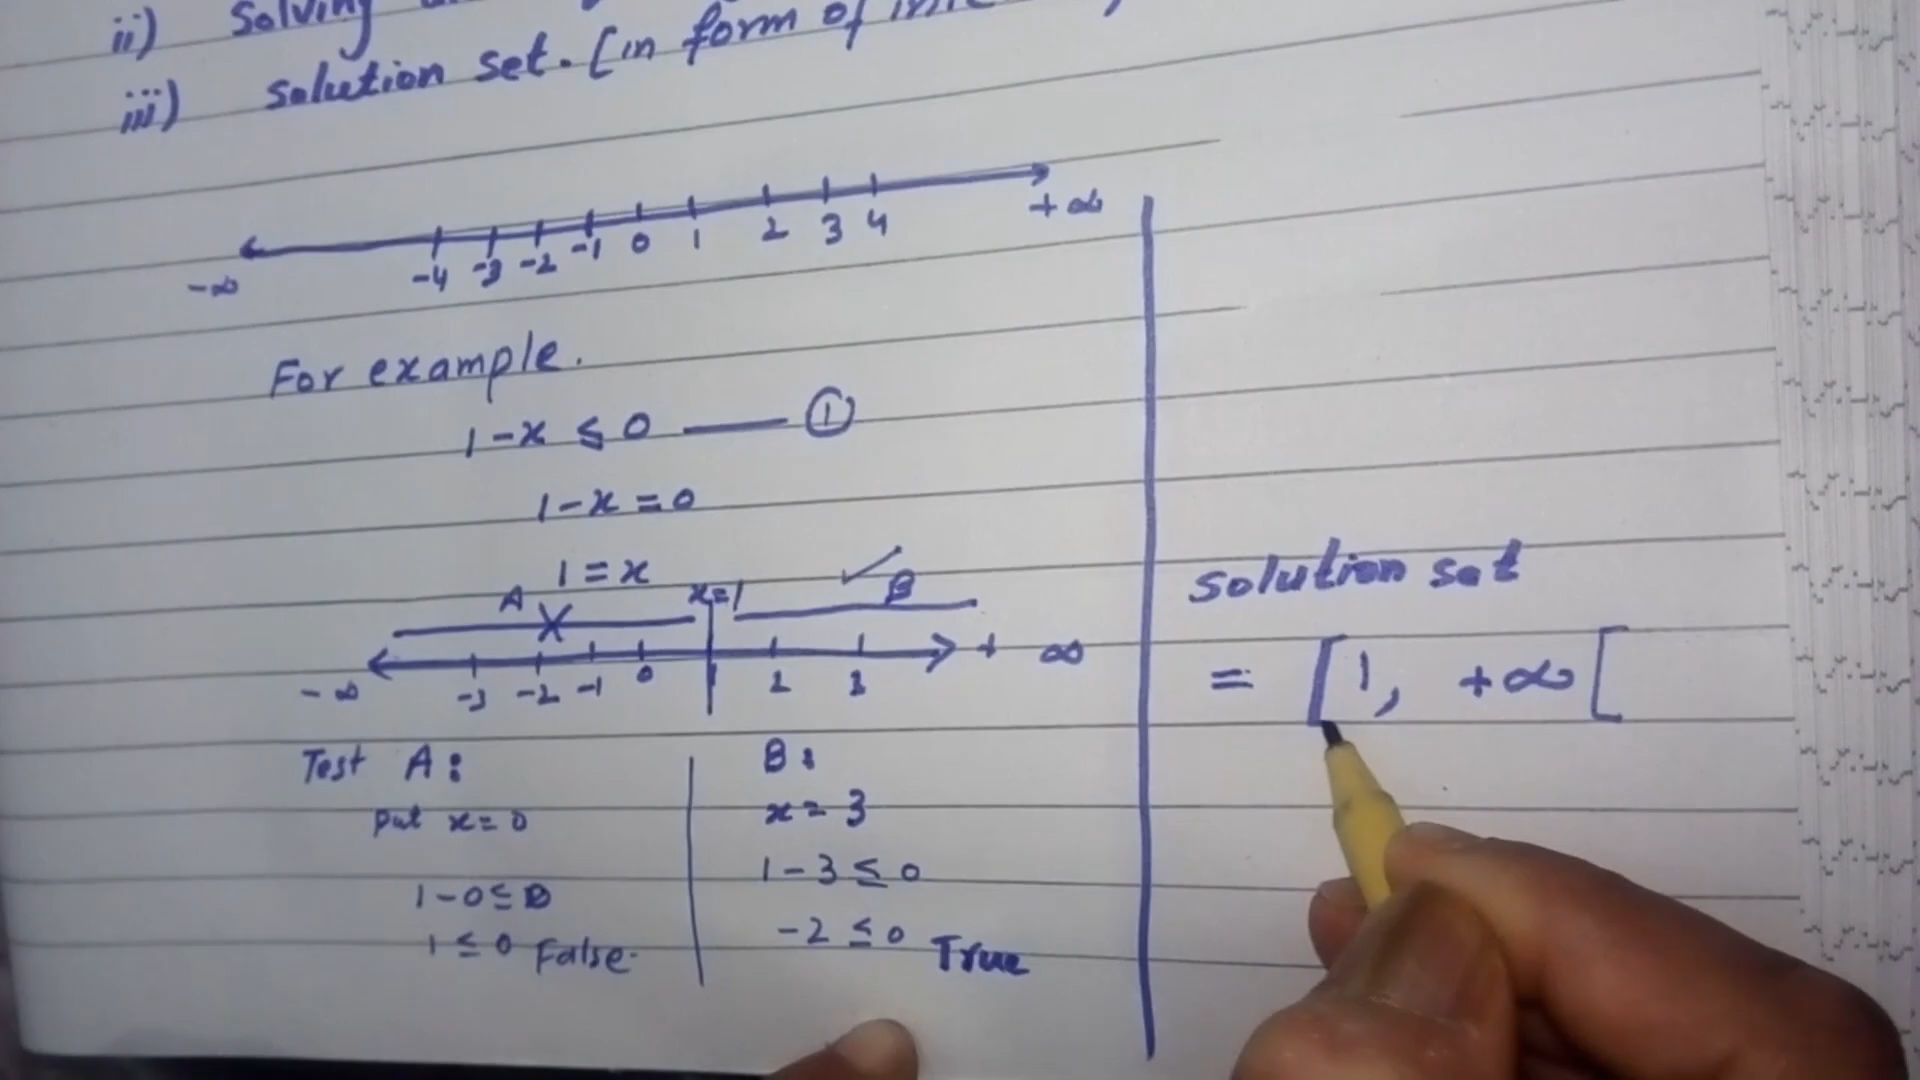 ii) Solving
iii) Solution set. [in form of
-∞ -4 -3 -2 -1 0 1 2 3 4 +∞
For example.
1-x ≤ 0 —— ①
1-x = 0
1 = x
A x=1 B
-∞ -3 -2 -1 0 1 2 3 + ∞
Test A:
Put x=0
1-0≤0
1 ≤ 0 False.
B:
x = 3
1-3 ≤ 0
-2 ≤ 0 True
Solution set
= [1, +∞[